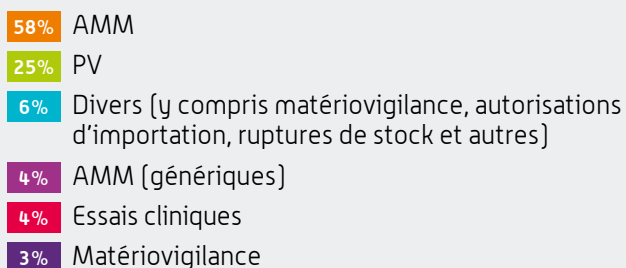 58% AMM
25% PV
6% Divers (y compris matériovigilance, autorisations
d'importation, ruptures de stock et autres)
4% AMM (génériques)
4% Essais cliniques
3% Matériovigilance